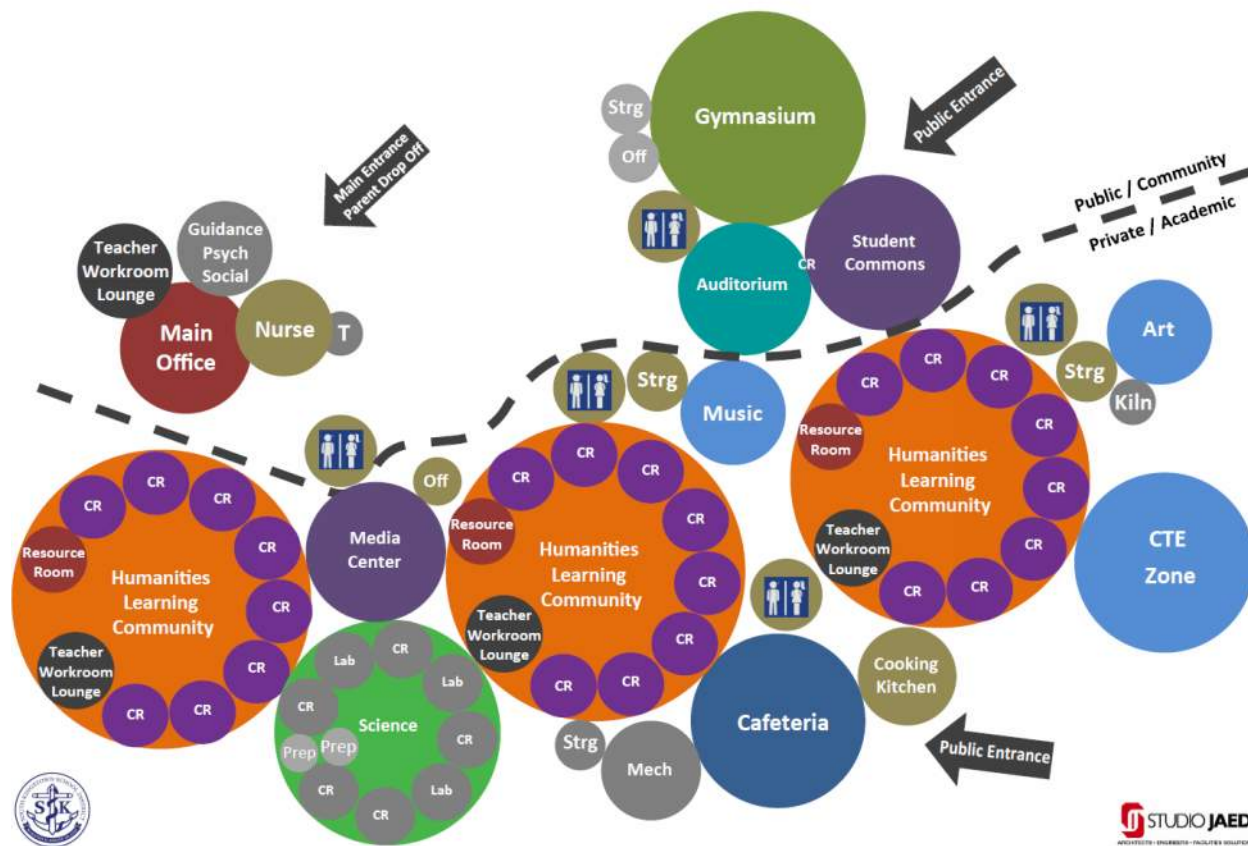 Gymnasium
Strg
Off
Public Entrance
Main Entrance
Parent Drop Off
Public / Community
Private / Academic
Teacher
Workroom
Lounge
Guidance
Psych
Social
Main
Office
Nurse
T
Auditorium
CR
Student
Commons
Art
Strg
Kiln
Strg
Music
Off
Media
Center
CR
CR
CR
CR
CR
CR
CR
CR
CR
Resource
Room
Humanities
Learning
Community
Teacher
Workroom
Lounge
CR
CR
CR
CR
CR
CR
CR
CR
CR
Resource
Room
Humanities
Learning
Community
Teacher
Workroom
Lounge
CR
CR
CR
CR
CR
CR
CR
CR
CR
Resource
Room
Humanities
Learning
Community
Teacher
Workroom
Lounge
CTE
Zone
Lab
CR
Lab
CR
Science
CR
Prep
Prep
CR
CR
Lab
Strg
Mech
Cafeteria
Cooking
Kitchen
Public Entrance
S K
STUDIO JAED